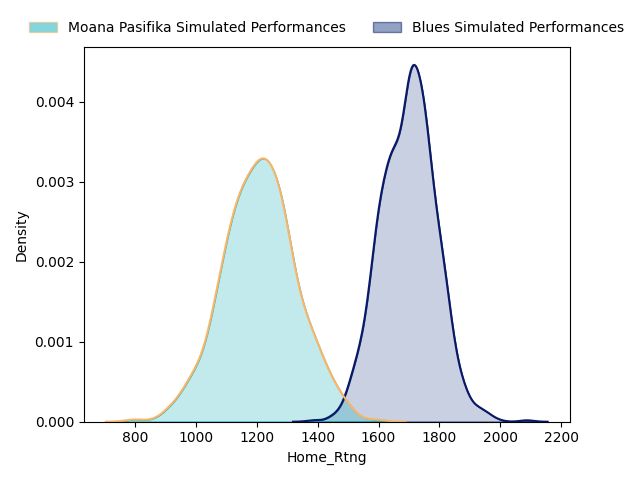 Moana Pasifika Simulated Performances Blues Simulated Performances
0.004
0.003
0.002
0.001
0.000
Density
800 1000 1200 1400 1600 1800 2000 2200
Home_Rtng